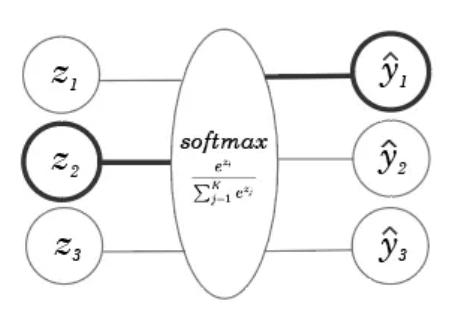 z₁
ŷ₁
softmax
e^{z_i}
∑_{j=1}^{K} e^{z_j}
z₂
ŷ₂
z₃
ŷ₃